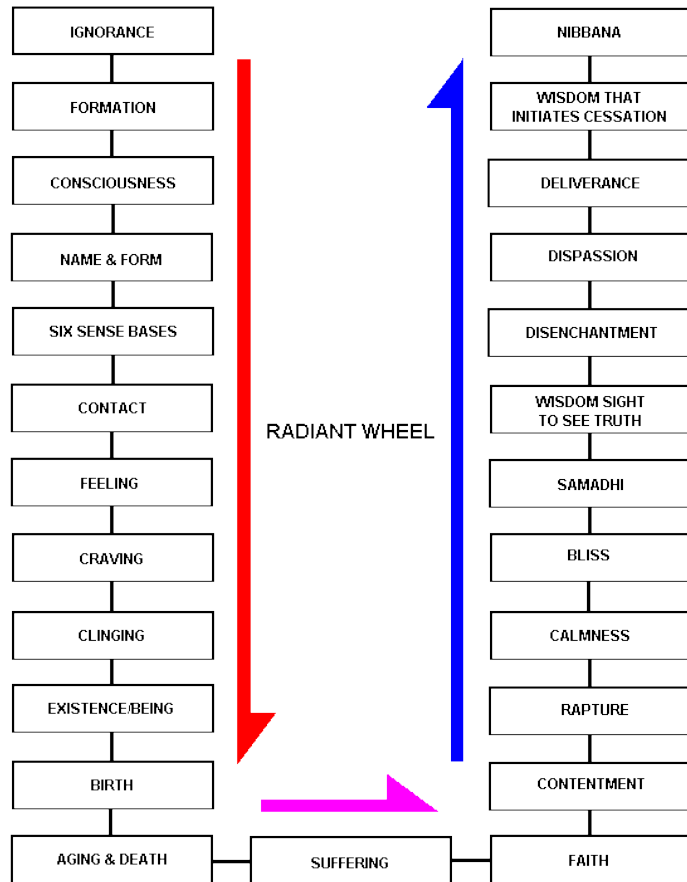 IGNORANCE
FORMATION
CONSCIOUSNESS
NAME & FORM
SIX SENSE BASES
CONTACT
FEELING
CRAVING
CLINGING
EXISTENCE/BEING
BIRTH
AGING & DEATH
RADIANT WHEEL
SUFFERING
NIBBANA
WISDOM THAT
INITIATES CESSATION
DELIVERANCE
DISPASSION
DISENCHANTMENT
WISDOM SIGHT
TO SEE TRUTH
SAMADHI
BLISS
CALMNESS
RAPTURE
CONTENTMENT
FAITH